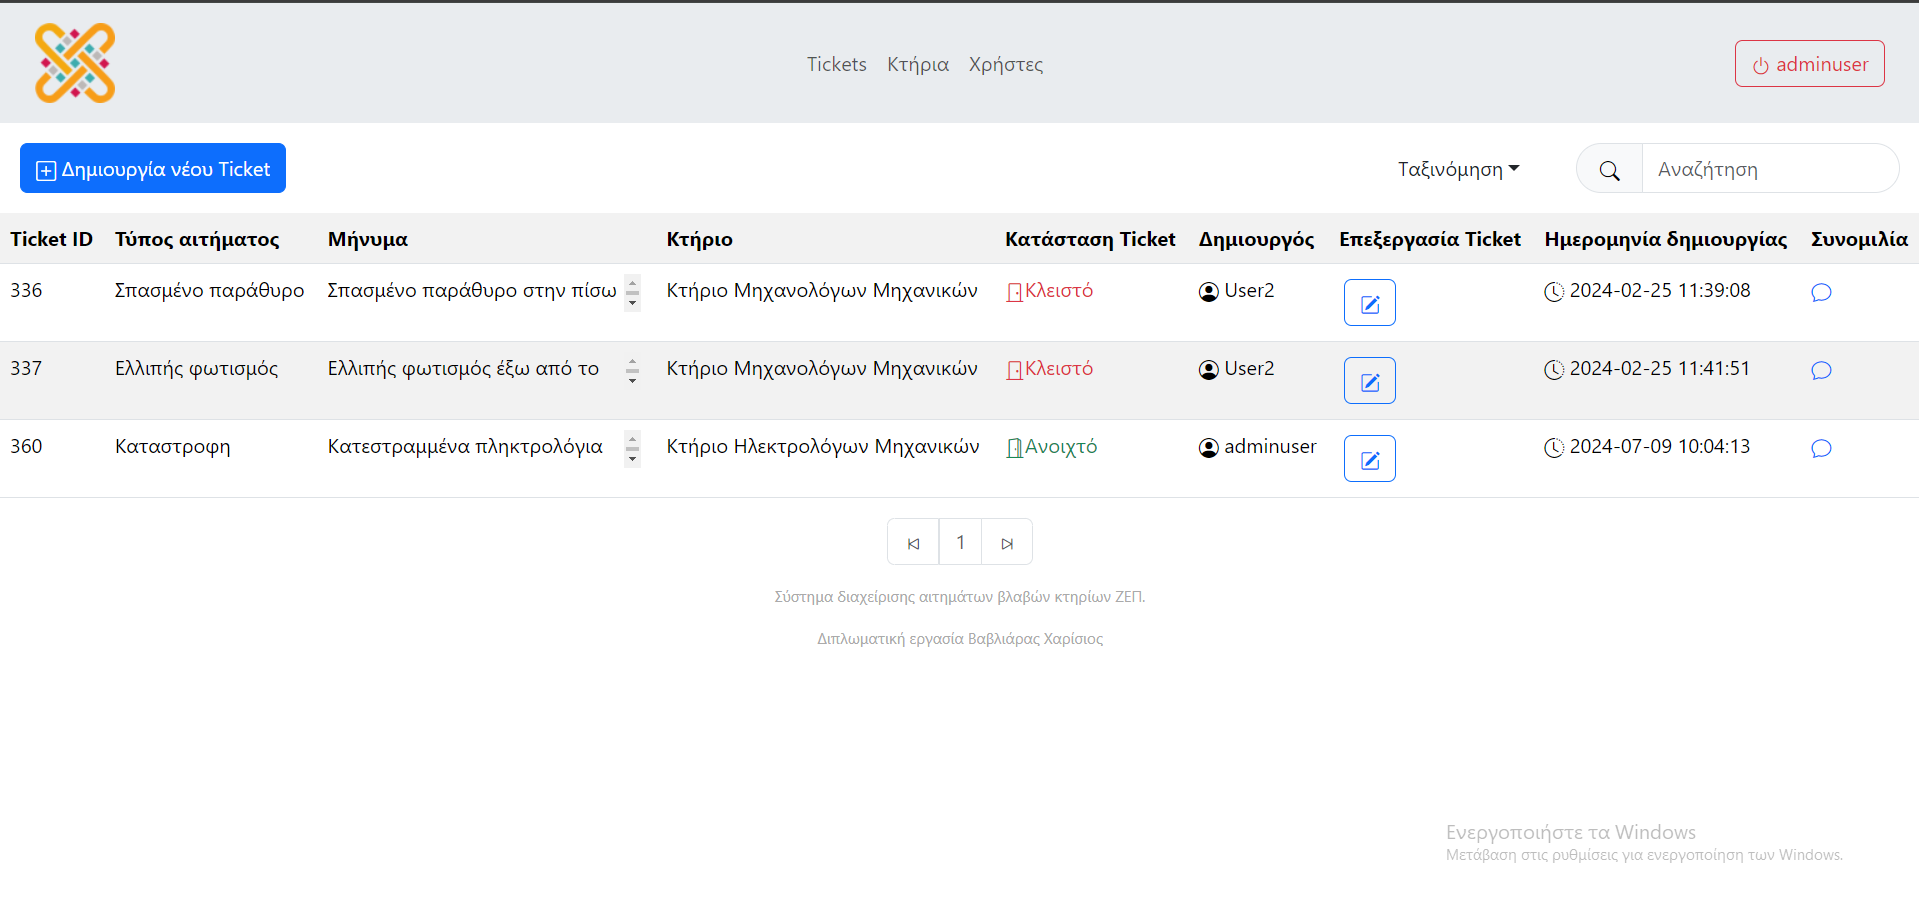 Tickets Κτήρια Χρήστες
adminuser
Δημιουργία νέου Ticket
Ταξινόμηση
Αναζήτηση
Ticket ID Τύπος αιτήματος Μήνυμα Κτήριο Κατάσταση Ticket Δημιουργός Επεξεργασία Ticket Ημερομηνία δημιουργίας Συνομιλία
336 Σπασμένο παράθυρο Σπασμένο παράθυρο στην πίσω Κτήριο Μηχανολόγων Μηχανικών Κλειστό User2 2024-02-25 11:39:08
337 Ελλιπής φωτισμός Ελλιπής φωτισμός έξω από το Κτήριο Μηχανολόγων Μηχανικών Κλειστό User2 2024-02-25 11:41:51
360 Καταστροφη Κατεστραμμένα πληκτρολόγια Κτήριο Ηλεκτρολόγων Μηχανικών Ανοιχτό adminuser 2024-07-09 10:04:13
1
Σύστημα διαχείρισης αιτημάτων βλαβών κτηρίων ΖΕΠ.
Διπλωματική εργασία Βαβλιάρας Χαρίσιος
Ενεργοποιήστε τα Windows
Μετάβαση στις ρυθμίσεις για ενεργοποίηση των Windows.